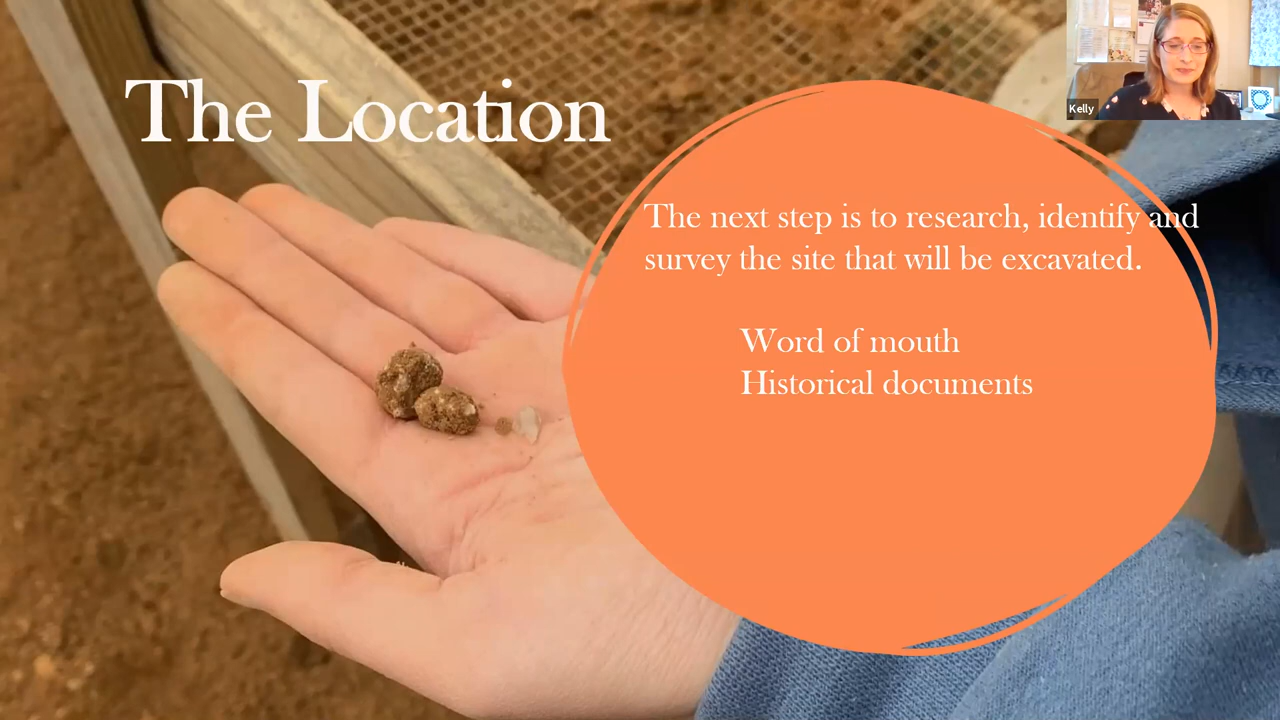 The Location
The next step is to research, identify and
survey the site that will be excavated.
Word of mouth
Historical documents
Kelly